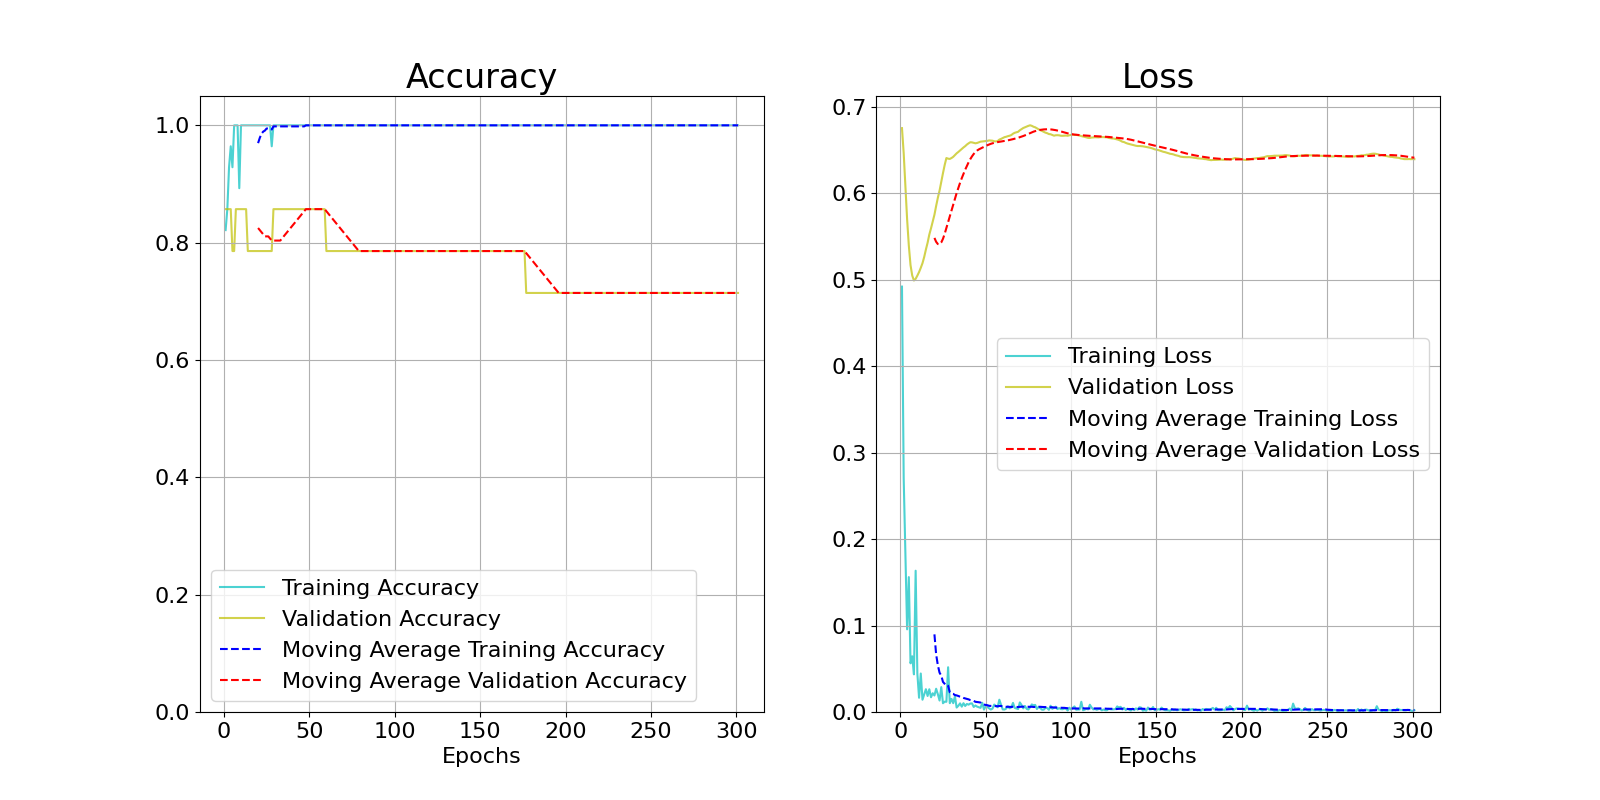 Accuracy
1.0
0.8
0.6
0.4
0.2
0.0
Training Accuracy
Validation Accuracy
Moving Average Training Accuracy
Moving Average Validation Accuracy
0 50 100 150 200 250 300
Epochs
Loss
0.7
0.6
0.5
0.4
0.3
0.2
0.1
0.0
Training Loss
Validation Loss
Moving Average Training Loss
Moving Average Validation Loss
0 50 100 150 200 250 300
Epochs